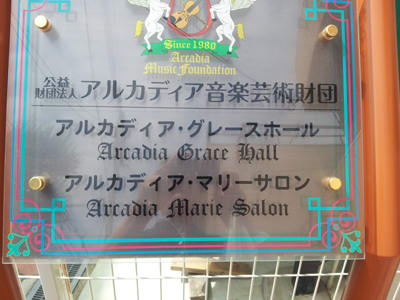 Since 1980
Arcadia
Music Foundation
公益
財団法人 アルカディア音楽芸術財団
アルカディア・グレースホール
Arcadia Grace Hall
アルカディア・マリーサロン
Arcadia Marie Salon